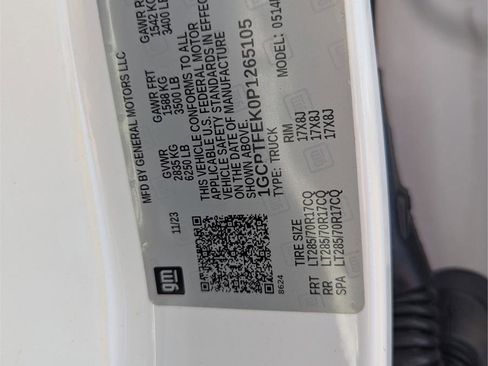 MFD BY GENERAL MOTORS LLC
11/23
GVWR
2835 KG
6250 LB
GAWR FRT
1588 KG
3500 LB
GAWR R
1542 KG
3400 LB
THIS VEHICLE CONFORMS TO ALL
APPLICABLE U.S. FEDERAL MOTOR
VEHICLE SAFETY STANDARDS IN EFFEC
ON THE DATE OF MANUFACTURE
SHOWN ABOVE.
1GCPTFEK0P1265105
TYPE: TRUCK
MODEL: 0514
gm
8624
TIRE SIZE
RIM
FRT LT285/70R17CQ 17X8J
RR LT285/70R17CQ 17X8J
SPA LT285/70R17CQ 17X8J